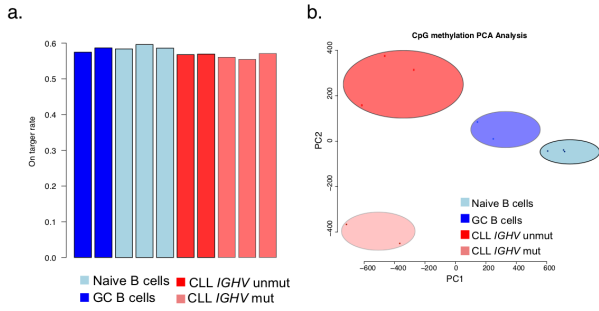 a.
0.6
0.5
0.4
0.3
0.2
0.1
0.0
On targer rate
Naive B cells
GC B cells
CLL IGHV unmut
CLL IGHV mut
b.
CpG methylation PCA Analysis
400
200
0
−200
−400
PC2
−600
−400
−200
0
200
400
600
PC1
Naive B cells
GC B cells
CLL IGHV unmut
CLL IGHV mut